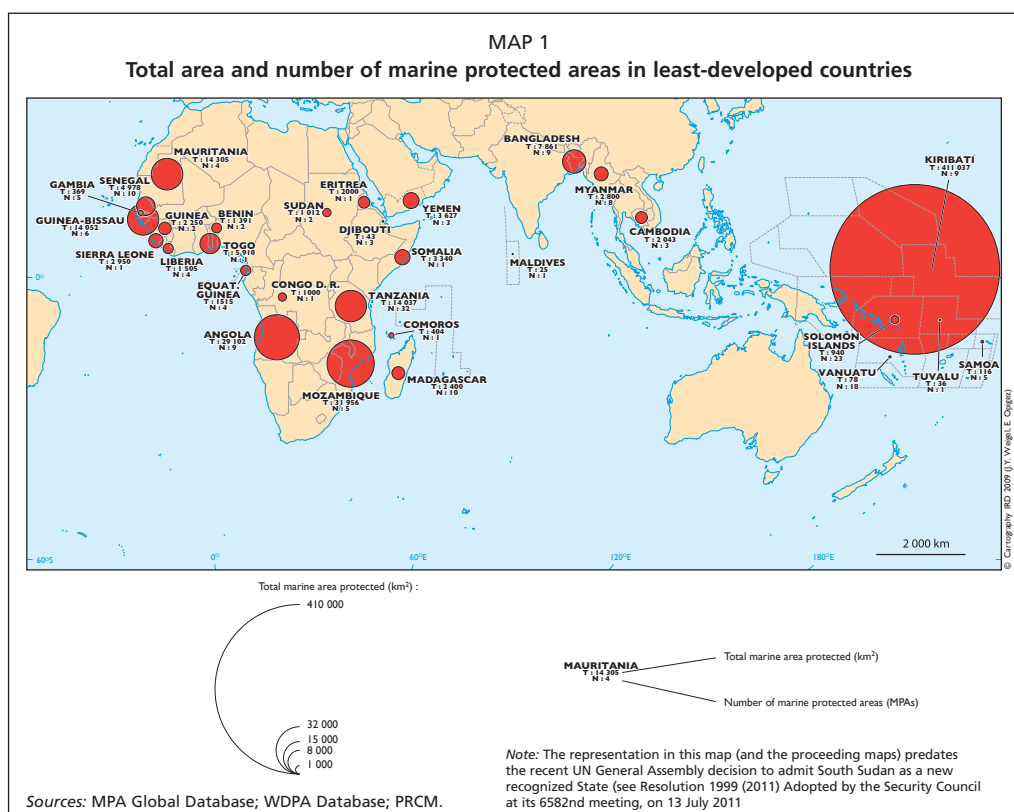 MAP 1
Total area and number of marine protected areas in least-developed countries
MAURITANIA
T : 14 305
N : 4
SENEGAL
T : 4 978
N : 10
GAMBIA
T : 369
N : 5
GUINEA-BISSAU
T : 14 052
N : 6
GUINEA
T : 2 250
N : 2
SIERRA LEONE
T : 2 950
N : 1
LIBERIA
T : 1 505
N : 4
BENIN
T : 1 391
N : 2
TOGO
T : 5 910
EQUAT.
GUINEA
T : 1515
N : 4
ERITREA
T : 2000
N : 1
SUDAN
T : 1 012
N : 2
DJIBOUTI
T : 43
N : 3
YEMEN
T : 3 627
N : 3
SOMALIA
T : 3 340
N : 1
CONGO D. R.
T : 1000
N : 1
TANZANIA
T : 14 037
N : 32
ANGOLA
T : 29 102
N : 9
COMOROS
T : 404
N : 1
MOZAMBIQUE
T : 31 956
N : 5
MADAGASCAR
T : 2 400
N : 10
BANGLADESH
T : 7 861
N : 9
MYANMAR
T : 2 800
N : 8
CAMBODIA
T : 2 043
N : 3
MALDIVES
T : 25
N : 1
KIRIBATI
T : 411 037
N : 9
SOLOMON
ISLANDS
T : 940
N : 23
VANUATU
T : 78
N : 18
TUVALU
T : 36
N : 1
SAMOA
T : 116
N : 5
0°
60°S
0°
60°E
120°E
180°E
2 000 km
© Cartography IRD 2009 (J.Y. Weigel, E. Opgez)
Total marine area protected (km²) :
410 000
32 000
15 000
8 000
1 000
MAURITANIA
T : 14 305
N : 4
Total marine area protected (km²)
Number of marine protected areas (MPAs)
Note: The representation in this map (and the proceeding maps) predates
the recent UN General Assembly decision to admit South Sudan as a new
recognized State (see Resolution 1999 (2011) Adopted by the Security Council
at its 6582nd meeting, on 13 July 2011
Sources: MPA Global Database; WDPA Database; PRCM.